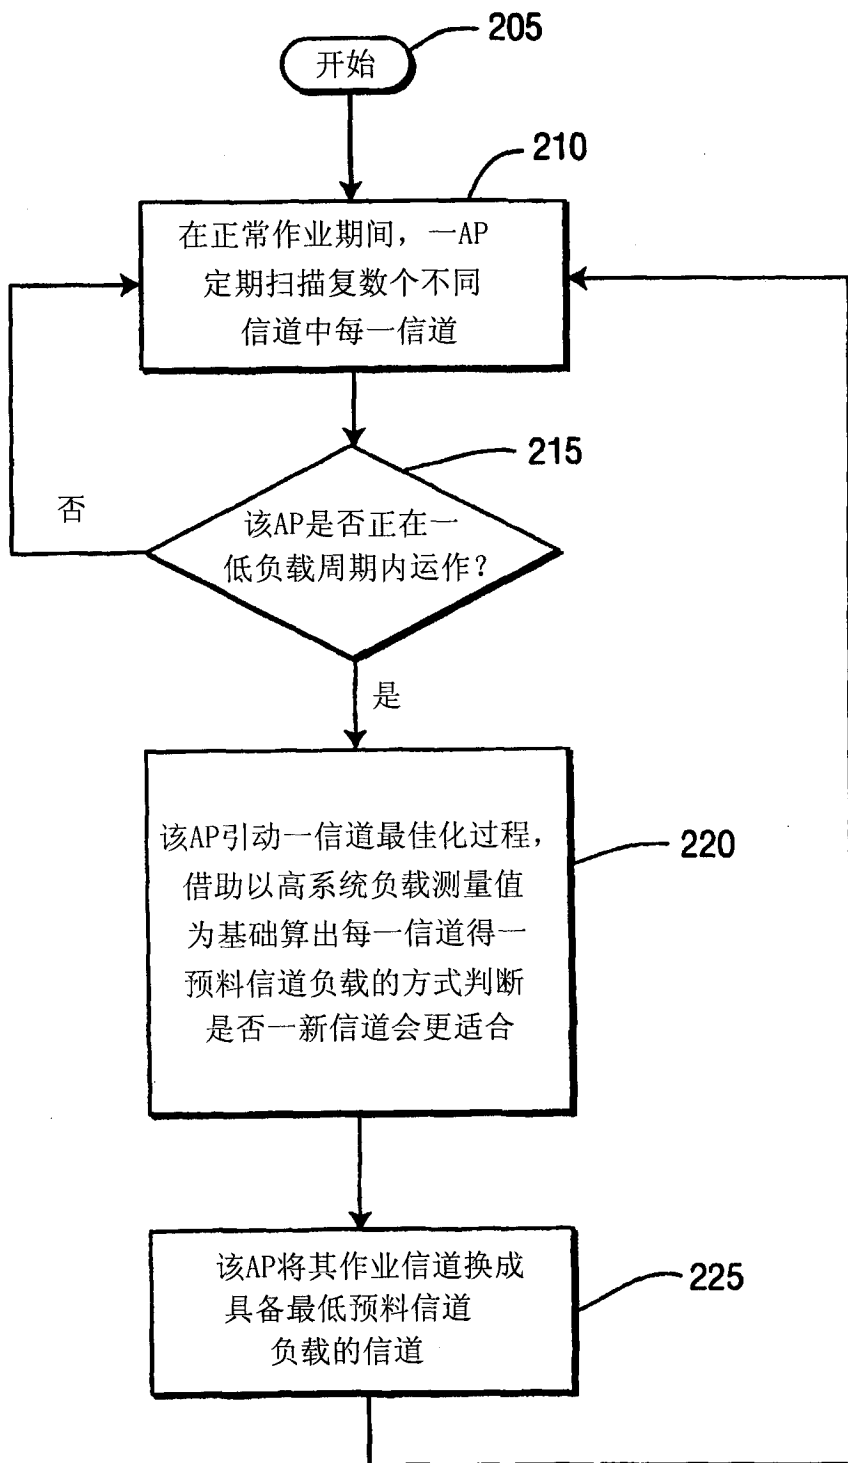 205
开始
210
在正常作业期间，一AP
定期扫描复数个不同
信道中每一信道
215
否
该AP是否正在一
低负载周期内运作？
是
该AP引动一信道最佳化过程，
借助以高系统负载测量值
为基础算出每一信道得一
预料信道负载的方式判断
是否一新信道会更适合
220
该AP将其作业信道换成
具备最低预料信道
负载的信道
225